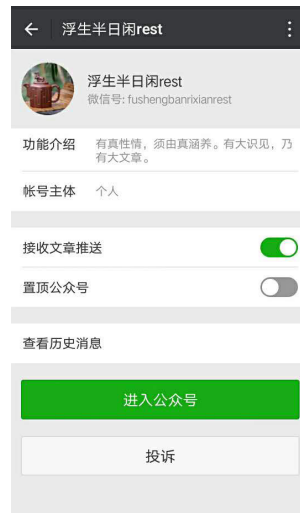 浮生半日闲rest
浮生半日闲rest
微信号: fushengbanrixianrest
功能介绍
有真性情，须由真涵养。有大识见，乃
有大文章。
帐号主体
个人
接收文章推送
置顶公众号
查看历史消息
进入公众号
投诉